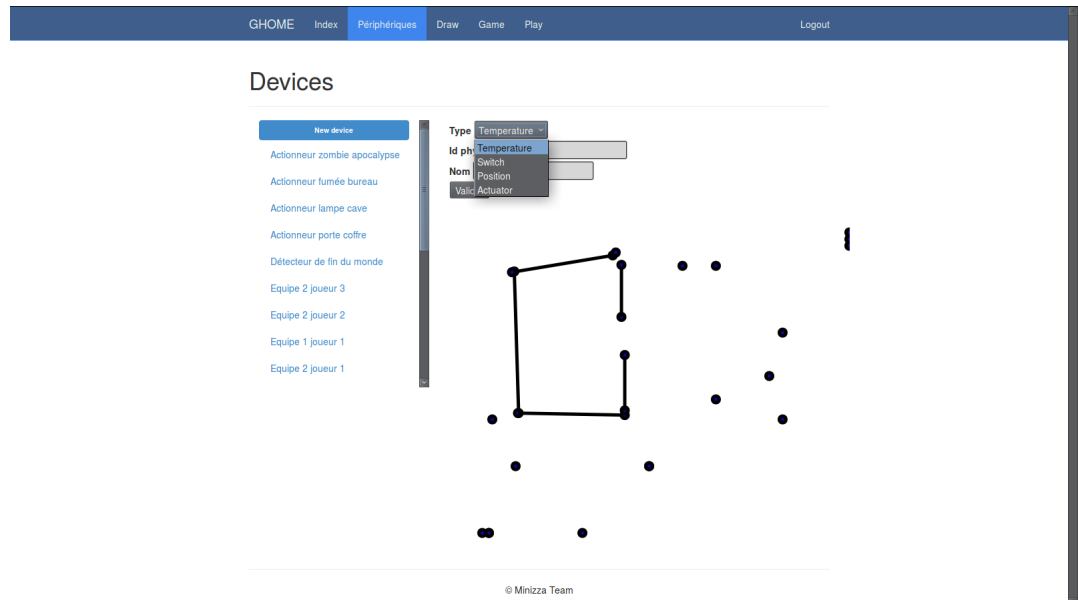 GHOME Index Périphériques Draw Game Play Logout
Devices
New device
Actionneur zombie apocalypse
Actionneur fumée bureau
Actionneur lampe cave
Actionneur porte coffre
Détecteur de fin du monde
Equipe 2 joueur 3
Equipe 2 joueur 2
Equipe 1 joueur 1
Equipe 2 joueur 1
Type Temperature
Id
Temperature
Nom
Switch
Position
Actuator
© Minizza Team